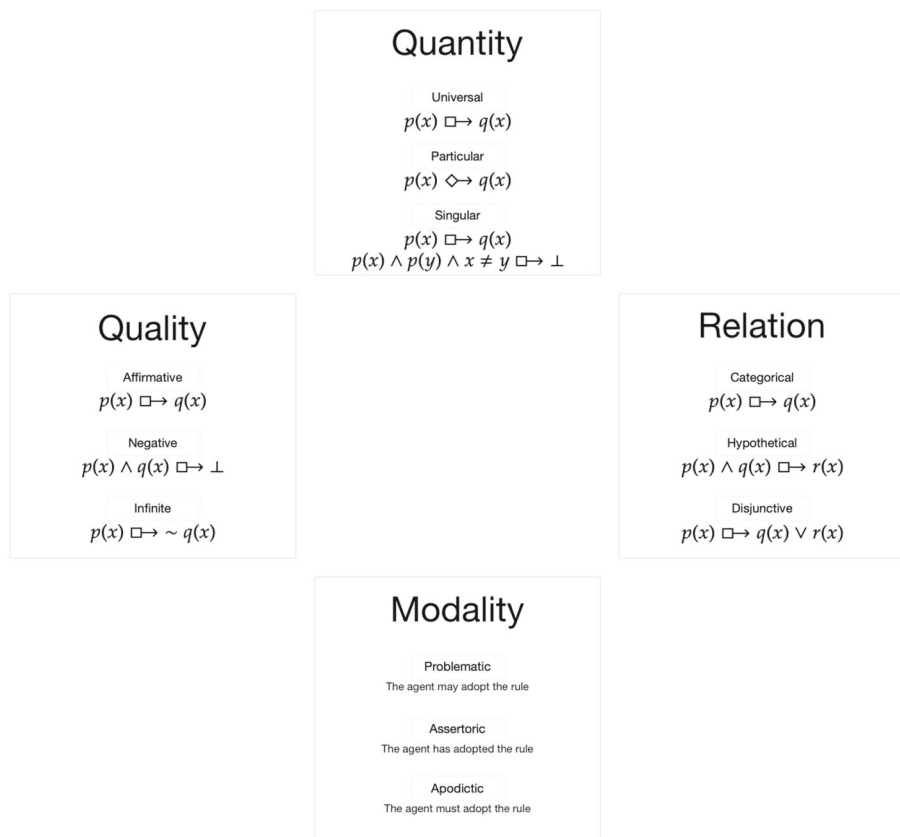 Quantity
Universal
p(x) □→ q(x)
Particular
p(x) ◇→ q(x)
Singular
p(x) □→ q(x)
p(x) ∧ p(y) ∧ x ≠ y □→ ⊥
Quality
Affirmative
p(x) □→ q(x)
Negative
p(x) ∧ q(x) □→ ⊥
Infinite
p(x) □→ ∼ q(x)
Relation
Categorical
p(x) □→ q(x)
Hypothetical
p(x) ∧ q(x) □→ r(x)
Disjunctive
p(x) □→ q(x) ∨ r(x)
Modality
Problematic
The agent may adopt the rule
Assertoric
The agent has adopted the rule
Apodictic
The agent must adopt the rule